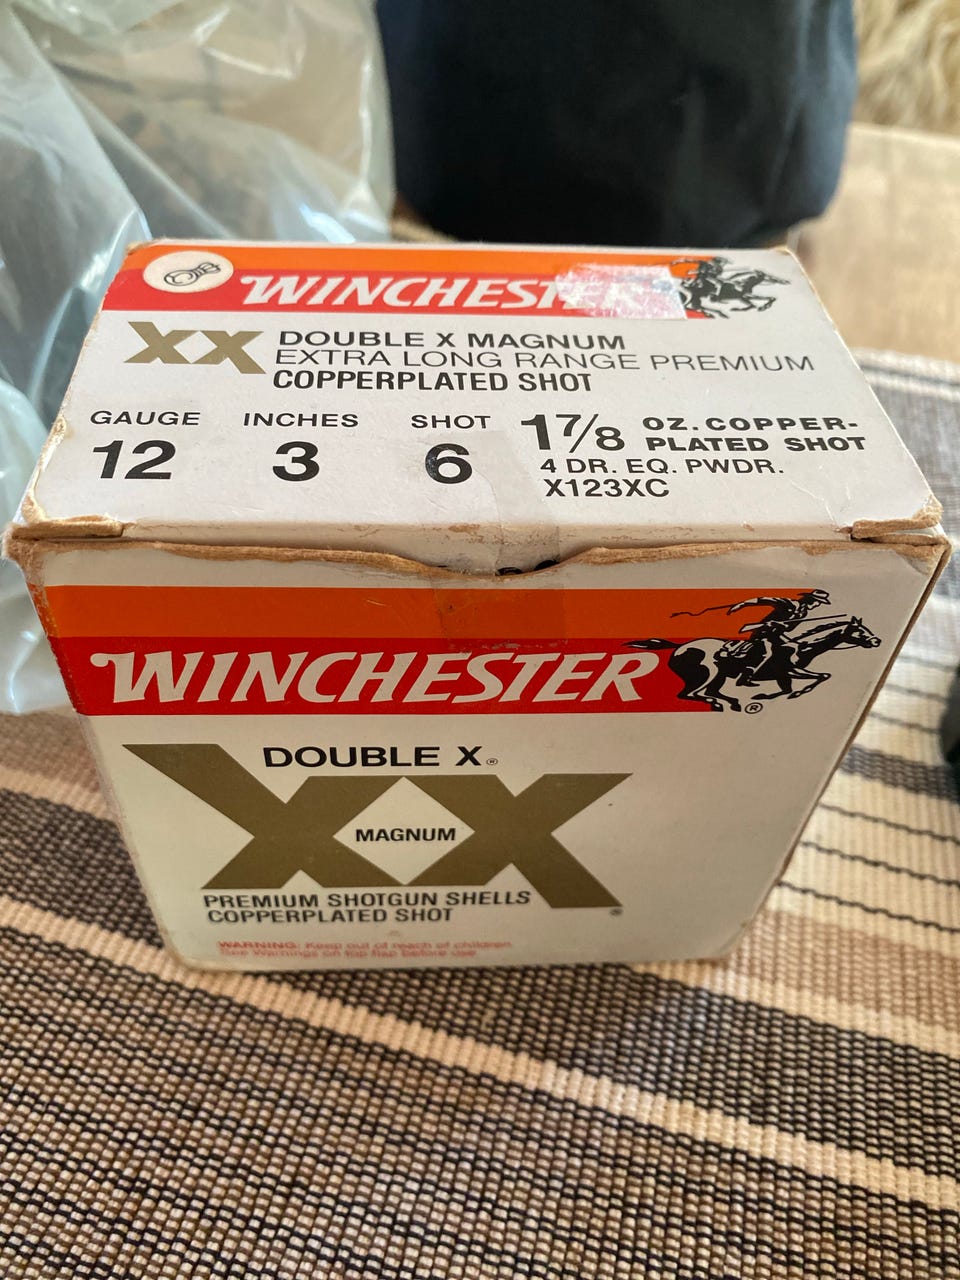 WINCHESTER
XX
DOUBLE X MAGNUM
EXTRA LONG RANGE PREMIUM
COPPERPLATED SHOT
GAUGE INCHES SHOT
12 3 6
1 7/8 OZ. COPPER-
PLATED SHOT
4 DR. EQ. PWDR.
X123XC
WINCHESTER
®
DOUBLE X®
XX
MAGNUM
®
PREMIUM SHOTGUN SHELLS
COPPERPLATED SHOT
WARNING: Keep out of reach of children.
See Warnings on top flap before use